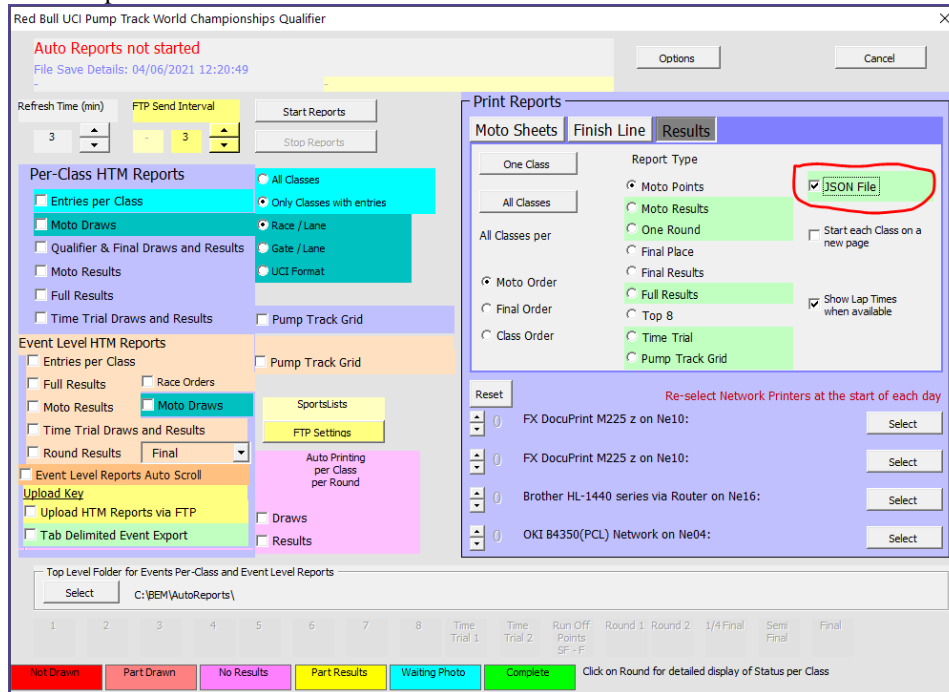 Red Bull UCI Pump Track World Championships Qualifier
Auto Reports not started
File Save Details: 04/06/2021 12:20:49
-
-
Options
Cancel
Refresh Time (min)
FTP Send Interval
3
-
3
Start Reports
Stop Reports
Per-Class HTM Reports
Entries per Class
Moto Draws
Qualifier & Final Draws and Results
Moto Results
Full Results
Time Trial Draws and Results
All Classes
Only Classes with entries
Race / Lane
Gate / Lane
UCI Format
Pump Track Grid
Event Level HTM Reports
Entries per Class
Full Results
Race Orders
Moto Results
Moto Draws
Time Trial Draws and Results
Round Results
Final
Event Level Reports Auto Scroll
Upload Key
Upload HTM Reports via FTP
Tab Delimited Event Export
Pump Track Grid
SportsLists
FTP Settings
Auto Printing
per Class
per Round
Draws
Results
Print Reports
Moto Sheets
Finish Line
Results
One Class
All Classes
All Classes per
Moto Order
Final Order
Class Order
Report Type
Moto Points
Moto Results
One Round
Final Place
Final Results
Full Results
Top 8
Time Trial
Pump Track Grid
JSON File
Start each Class on a
new page
Show Lap Times
when available
Reset
Re-select Network Printers at the start of each day
0
FX DocuPrint M225 z on Ne10:
Select
0
FX DocuPrint M225 z on Ne10:
Select
0
Brother HL-1440 series via Router on Ne16:
Select
0
OKI B4350(PCL) Network on Ne04:
Select
Top Level Folder for Events Per-Class and Event Level Reports
Select
C:\BEM\AutoReports\
1 2 3 4 5 6 7 8
Time
Trial 1
Time
Trial 2
Run Off
Points
SF - F
Round 1
Round 2
1/4 Final
Semi
Final
Final
Not Drawn
Part Drawn
No Results
Part Results
Waiting Photo
Complete
Click on Round for detailed display of Status per Class